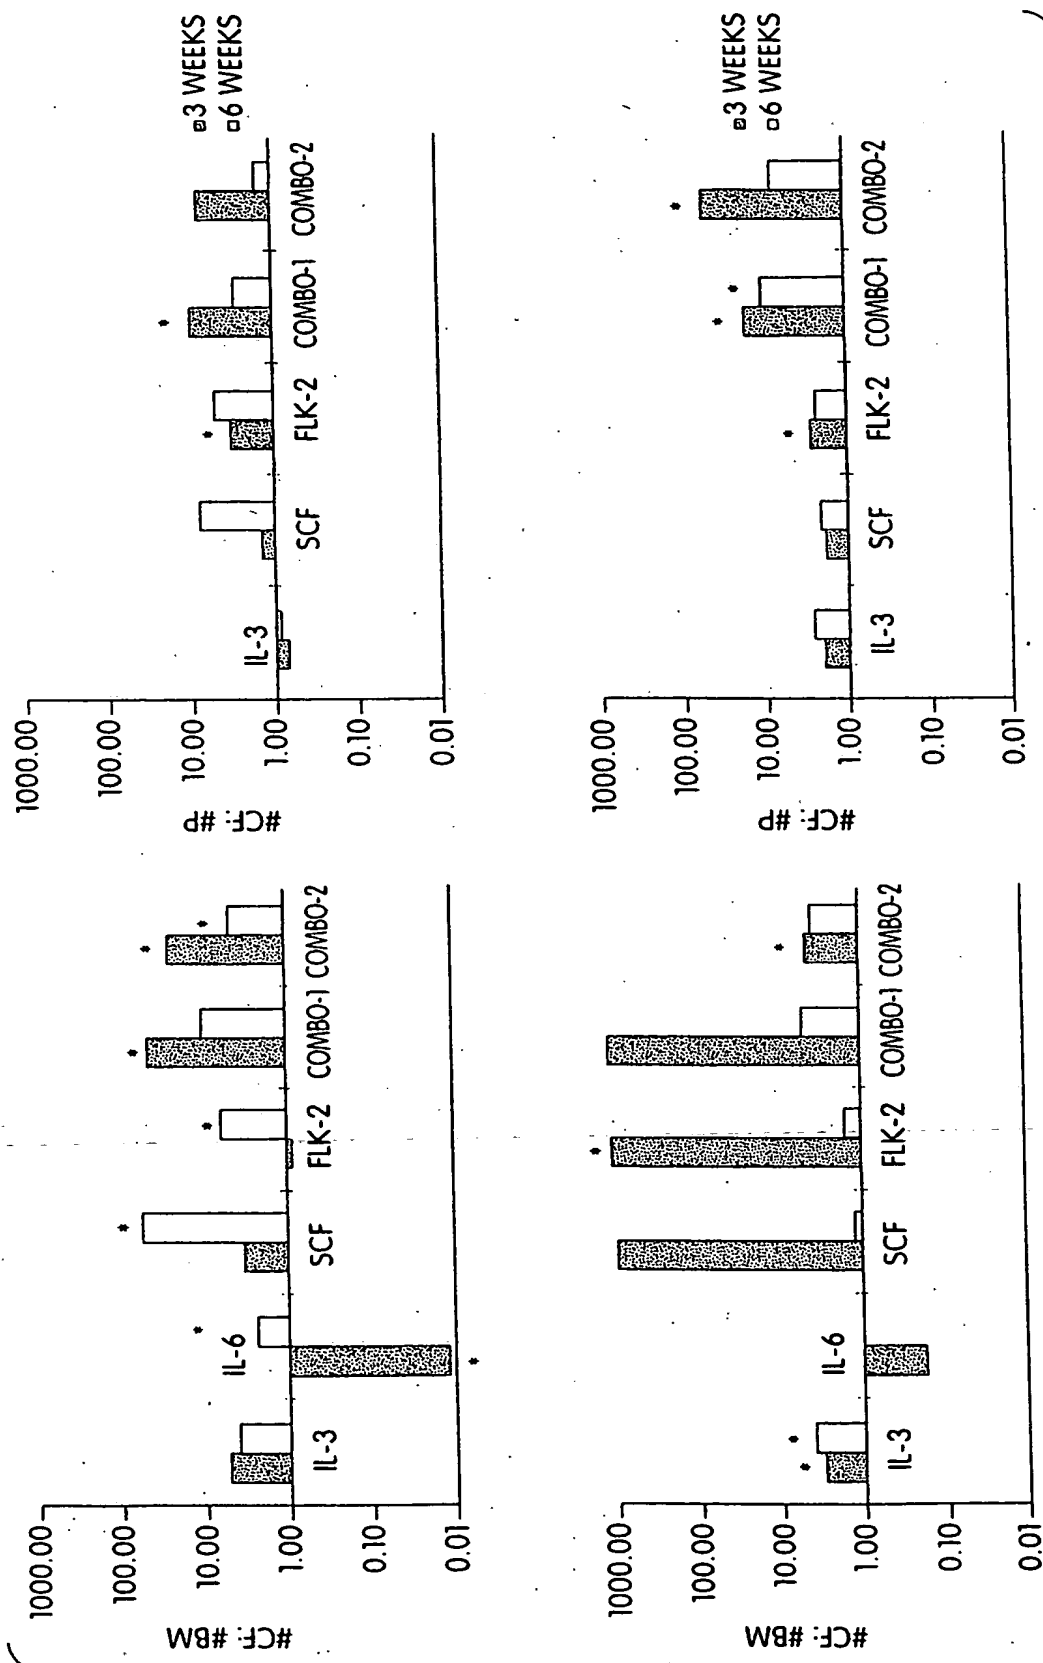 1000.00
100.00
10.00
1.00
0.10
0.01
#CF: #BM
IL-3
IL-6
SCF
FLK-2
COMBO-1
COMBO-2
*
*
*
*
*
*
*
1000.00
100.00
10.00
1.00
0.10
0.01
#CF: #P
IL-3
SCF
FLK-2
COMBO-1
COMBO-2
*
*
3 WEEKS
6 WEEKS
1000.00
100.00
10.00
1.00
0.10
0.01
#CF: #BM
IL-3
IL-6
SCF
FLK-2
COMBO-1
COMBO-2
*
*
*
*
1000.00
100.00
10.00
1.00
0.10
0.01
#CF: #P
IL-3
SCF
FLK-2
COMBO-1
COMBO-2
*
*
*
*
3 WEEKS
6 WEEKS